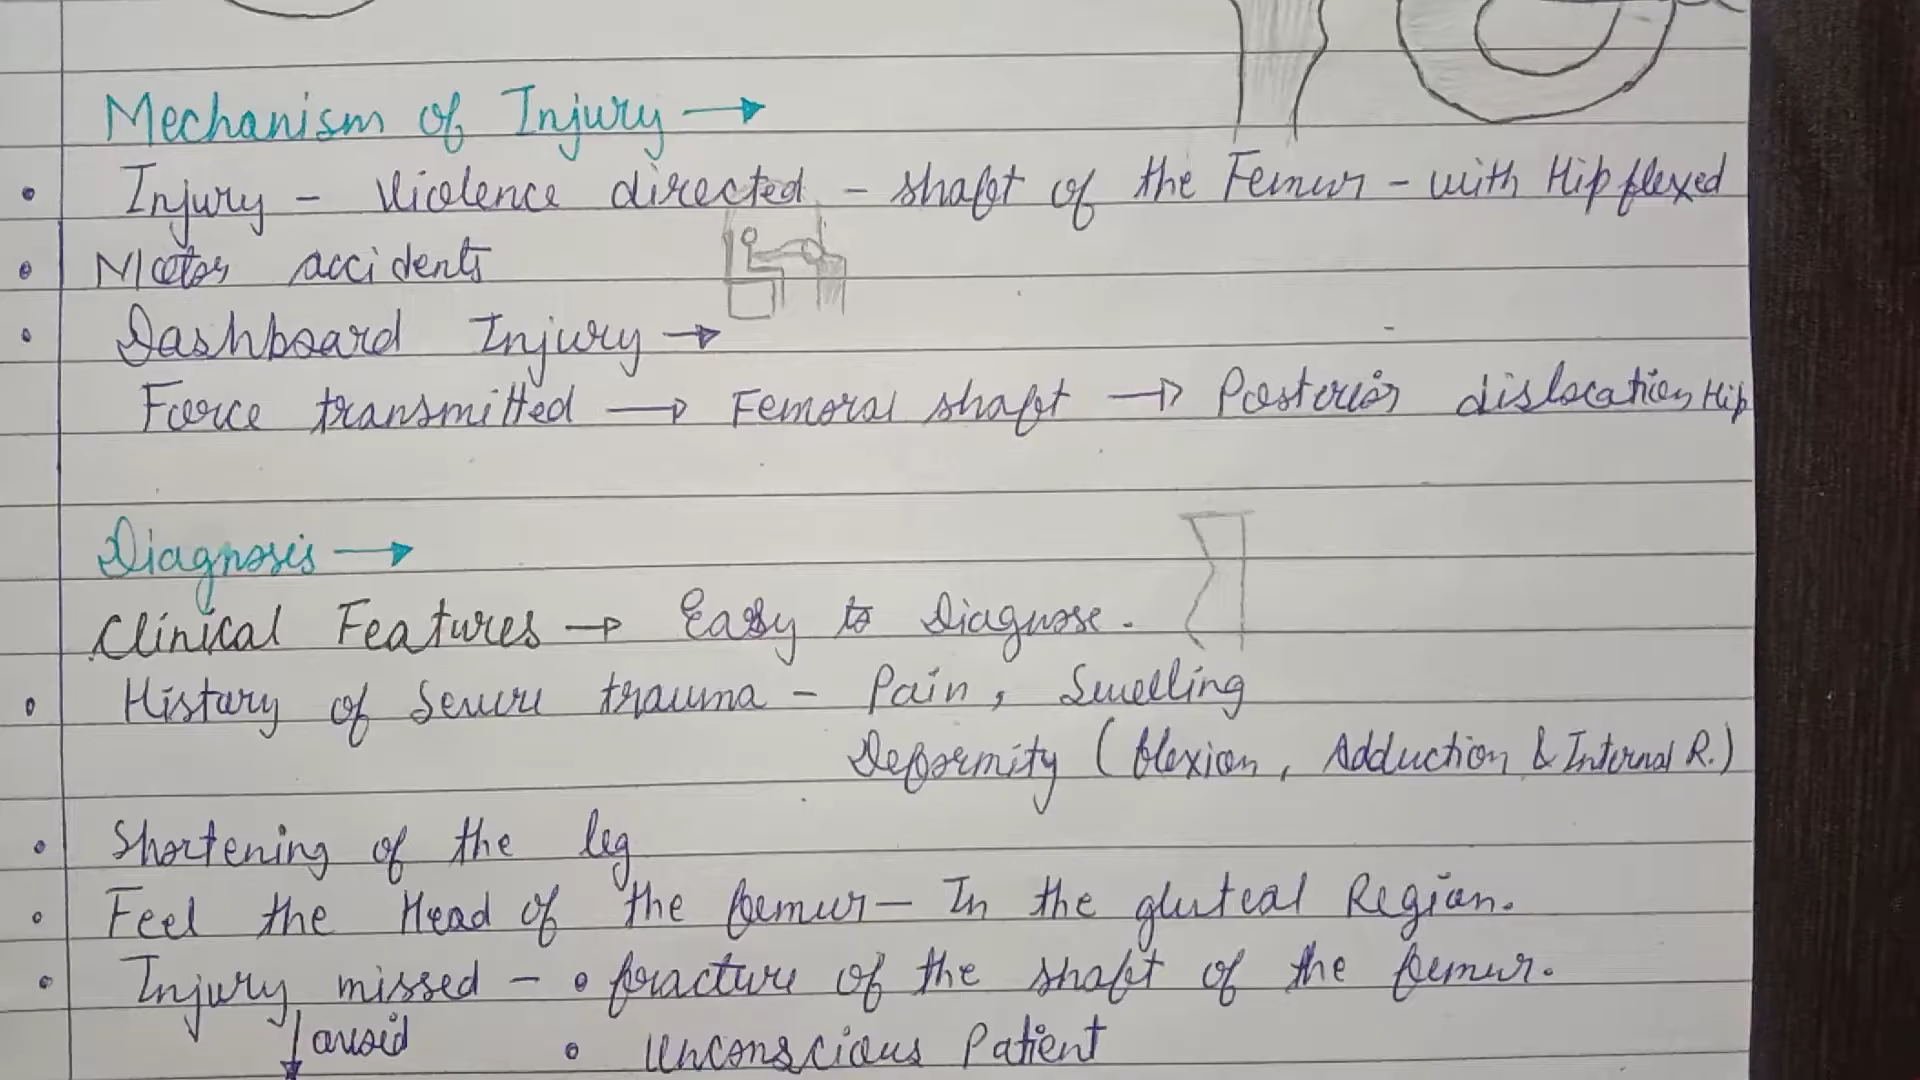 Mechanism of Injury →
• Injury - Violence directed - shaft of the Femur - with Hip flexed
• Motor accidents
• Dashboard Injury →
Force transmitted → Femoral shaft → Posterior dislocation Hip
Diagnosis →
Clinical Features → Easy to Diagnose.
• History of Severe trauma - Pain, Swelling
Deformity (flexion, Adduction & Internal R.)
• Shortening of the leg
• Feel the Head of the femur - In the gluteal Region.
• Injury missed - • fracture of the shaft of the femur.
↓ avoid • Unconscious Patient